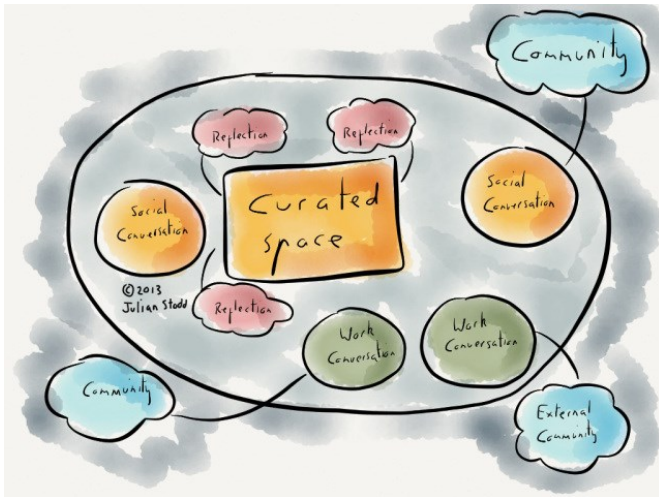 Community
Reflection
Reflection
Curated
space
Social
Conversation
Social
Conversation
©2013
Julian Stodd
Reflection
Work
Conversation
Work
Conversation
Community
External
Community